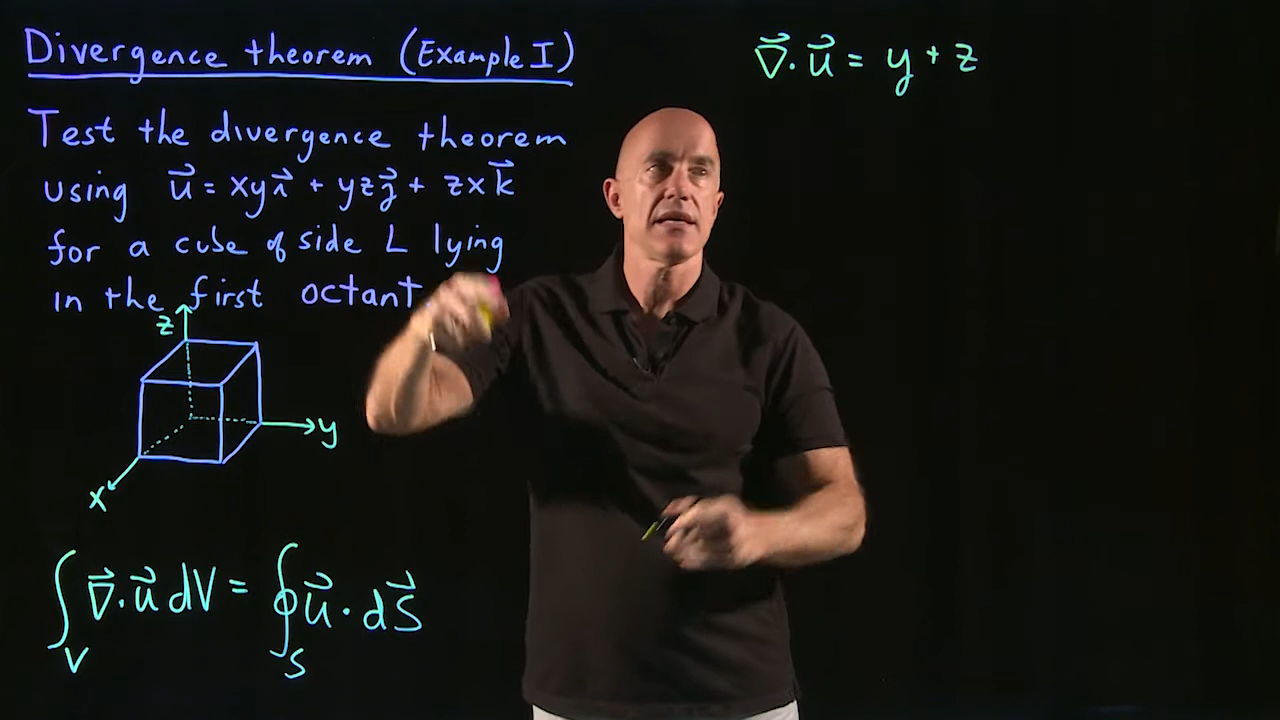 Divergence theorem (Example I)
Test the divergence theorem
using u⃗ = xy i⃗ + yz j⃗ + zx k⃗
for a cube of side L lying
in the first octant
z
y
x
∫_V ∇⃗·u⃗ dV = ∮_S u⃗·dS⃗
∇⃗·u⃗ = y + z